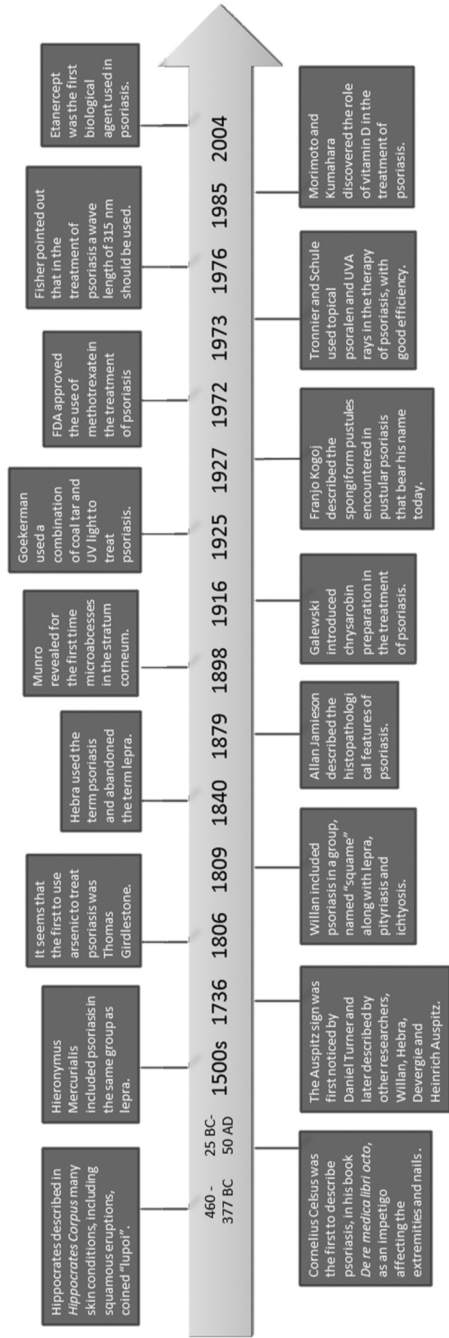 Hippocrates described in
Hippocrates Corpus many
skin conditions, including
squamous eruptions,
coined "lupoi".
Hieronymus
Mercurialis
included psoriasis in
the same group as
lepra.
It seems that
the first to use
arsenic to treat
psoriasis was
Thomas
Girdlestone.
Hebra used the
term psoriasis
and abandoned
the term lepra.
Munro
revealed for
the first time
microabcesses
in the stratum
corneum.
Goekerman
used a
combination
of coal tar and
UV light to
treat
psoriasis.
FDA approved
the use of
methotrexate in
the treatment
of psoriasis
Fisher pointed out
that in the
treatment of
psoriasis a wave
length of 315 nm
should be used.
Etanercept
was the first
biological
agent used in
psoriasis.
460 -
377 BC
25 BC-
50 AD
1500s
1736
1806
1809
1840
1879
1898
1916
1925
1927
1972
1973
1976
1985
2004
Cornelius Celsus was
the first to describe
psoriasis, in his book
De re medica libri octo,
as an impetigo
affecting the
extremities and nails.
The Auspitz sign was
first noticed by
Daniel Turner and
later described by
other researchers,
Willan, Hebra,
Devergie and
Heinrich Auspitz.
Willan included
psoriasis in a group,
named "squame"
along with lepra,
pityriasis and
ichtyosis.
Allan Jamieson
described the
histopathologi
cal features of
psoriasis.
Galewski
introduced
chrysarobin
preparation in
the treatment
of psoriasis.
Franjo Kogoj
described the
spongiform pustules
encountered in
pustular psoriasis
that bear his name
today.
Tronnier and Schule
used topical
psoralen and UVA
rays in the therapy
of psoriasis, with
good efficiency.
Morimoto and
Kumahara
discovered the role
of vitamin D in the
treatment of
psoriasis.